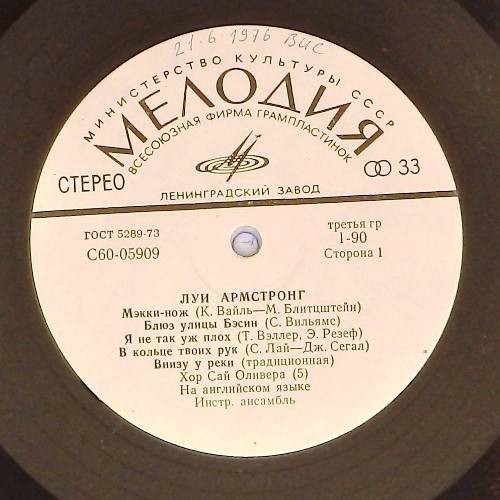 21.6 1976 ВИС
МИНИСТЕРСТВО КУЛЬТУРЫ СССР
МЕЛОДИЯ
ВСЕСОЮЗНАЯ ФИРМА ГРАМПЛАСТИНОК
СТЕРЕО
33
ЛЕНИНГРАДСКИЙ ЗАВОД
ГОСТ 5289-73
третья гр
С60-05909
1-90
Сторона 1
ЛУИ АРМСТРОНГ
Мэкки-нож (К. Вайль—М. Блитцштейн)
Блюз улицы Бэсин (С. Вильямс)
Я не так уж плох (Т. Вэллер, Э. Резеф)
В кольце твоих рук (С. Лай—Дж. Сегал)
Внизу у реки (традиционная)
Хор Сай Оливера (5)
На английском языке
Инстр. ансамбль